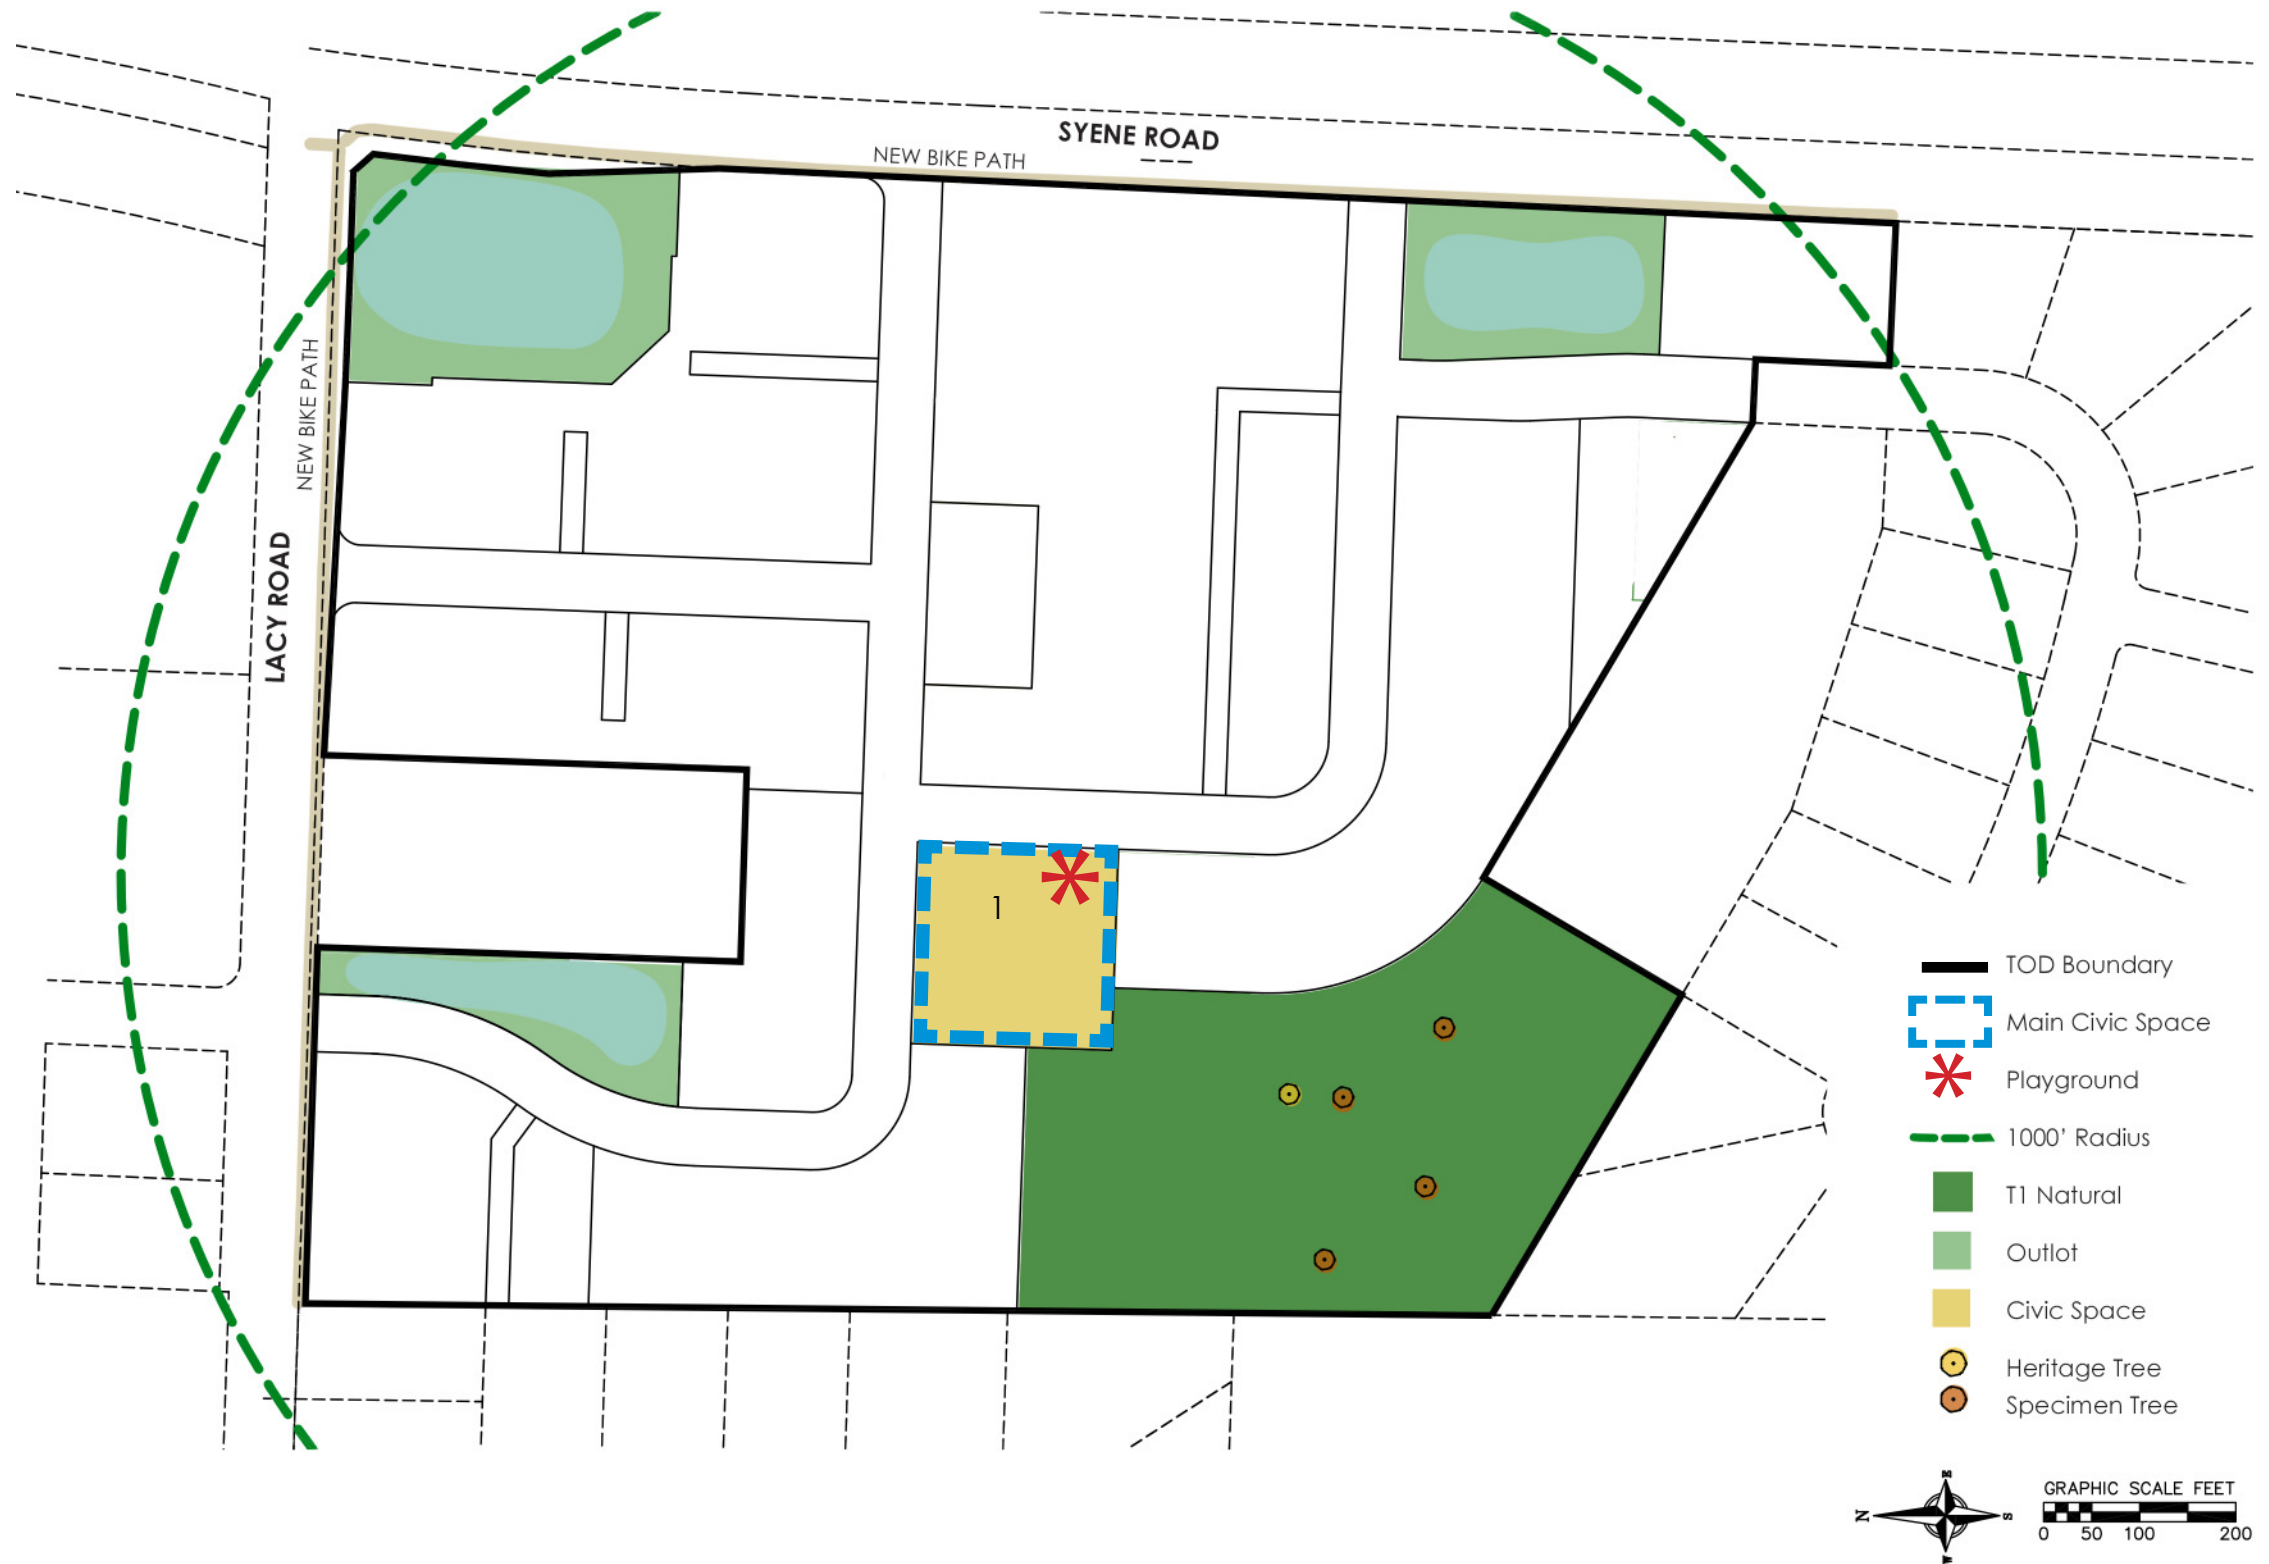 SYENE ROAD
NEW BIKE PATH
NEW BIKE PATH
LACY ROAD
1
TOD Boundary
Main Civic Space
Playground
1000’ Radius
T1 Natural
Outlot
Civic Space
Heritage Tree
Specimen Tree
E
N
S
W
GRAPHIC SCALE FEET
0 50 100 200